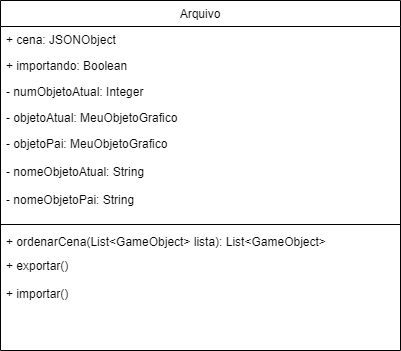 Arquivo
+ cena: JSONObject
+ importando: Boolean
- numObjetoAtual: Integer
- objetoAtual: MeuObjetoGrafico
- objetoPai: MeuObjetoGrafico
- nomeObjetoAtual: String
- nomeObjetoPai: String
+ ordenarCena(List<GameObject> lista): List<GameObject>
+ exportar()
+ importar()